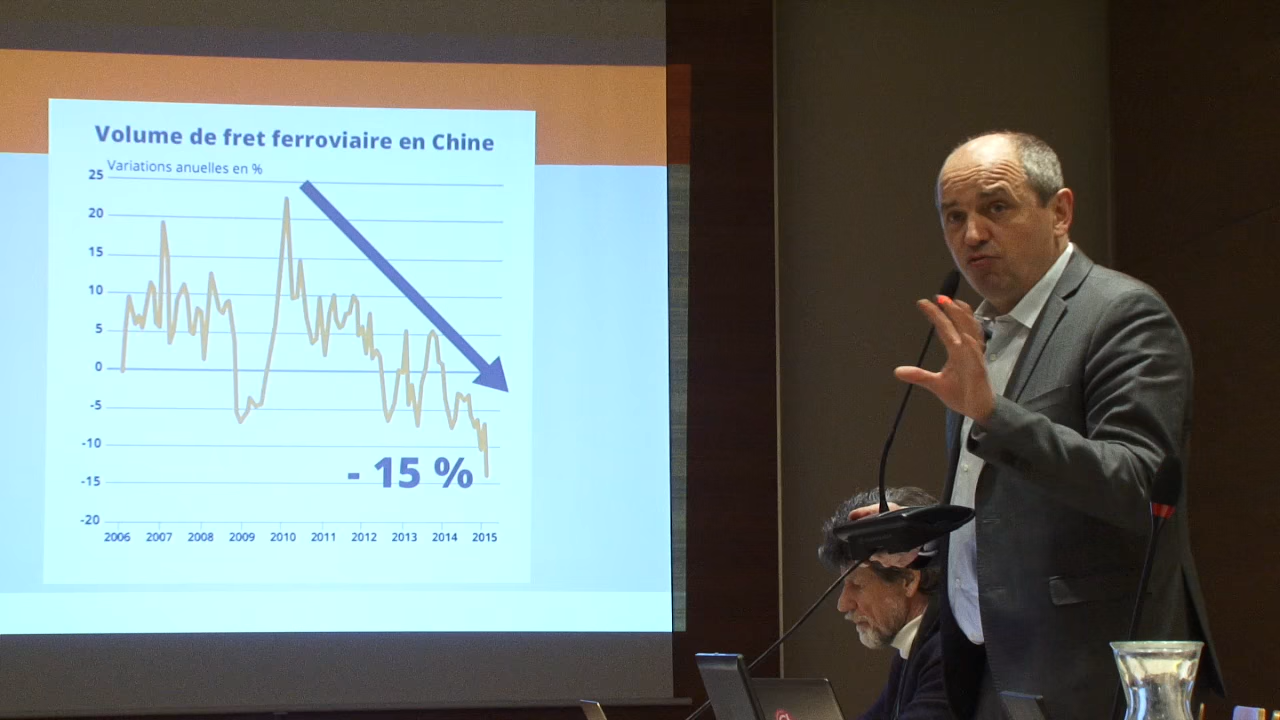 Volume de fret ferroviaire en Chine
Variations anuelles en %
25
20
15
10
5
0
-5
-10
-15
-20
- 15 %
2006 2007 2008 2009 2010 2011 2012 2013 2014 2015